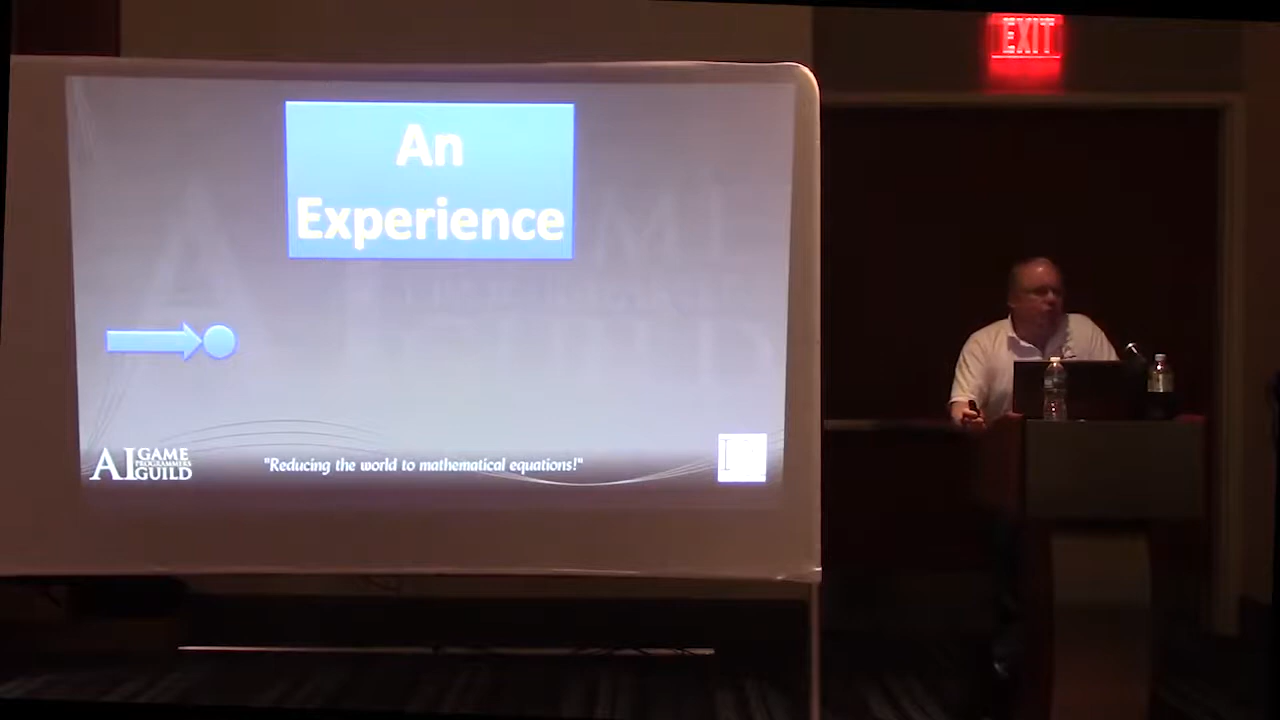 EXIT
An
Experience
AI GAME
PROGRAMMERS
GUILD
"Reducing the world to mathematical equations!"